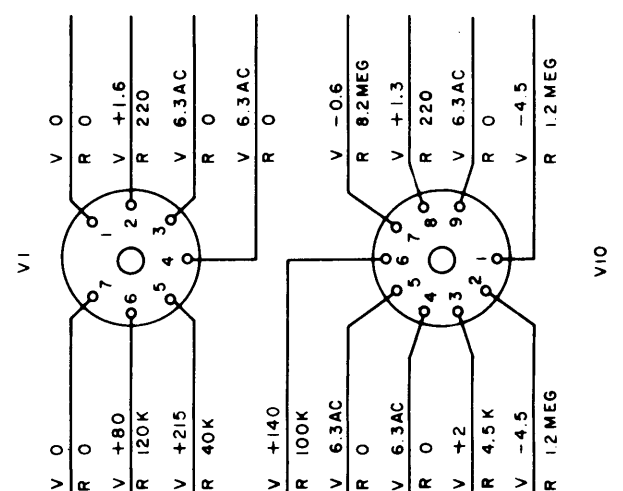 V 0
R 0
V +1.6
R 220
V 6.3AC
R 0
V 6.3AC
R 0
V -0.6
R 8.2MEG
V +1.3
R 220
V 6.3AC
R 0
V -4.5
R 1.2MEG
V1
1
2
3
4
5
6
7
7
8
9
6
1
5
4
3
2
V10
V 0
R 0
V +80
R 120K
V +215
R 40K
V +140
R 100K
V 6.3AC
R 0
V 6.3AC
R 0
V +2
R 4.5K
V -4.5
R 1.2MEG